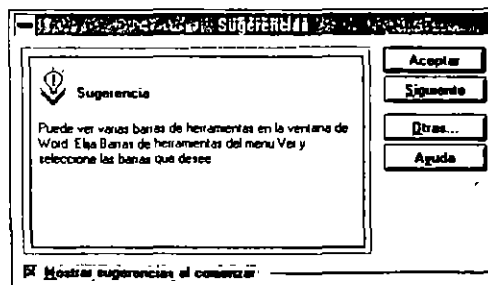 Sugerencias
Aceptar
Siguiente
Otras...
Ayuda
Sugerencia
Puede ver varias barras de herramientas en la ventana de
Word. Elija Barras de herramientas del menú Ver y
seleccione las barras que desee
Mostrar sugerencias al comenzar